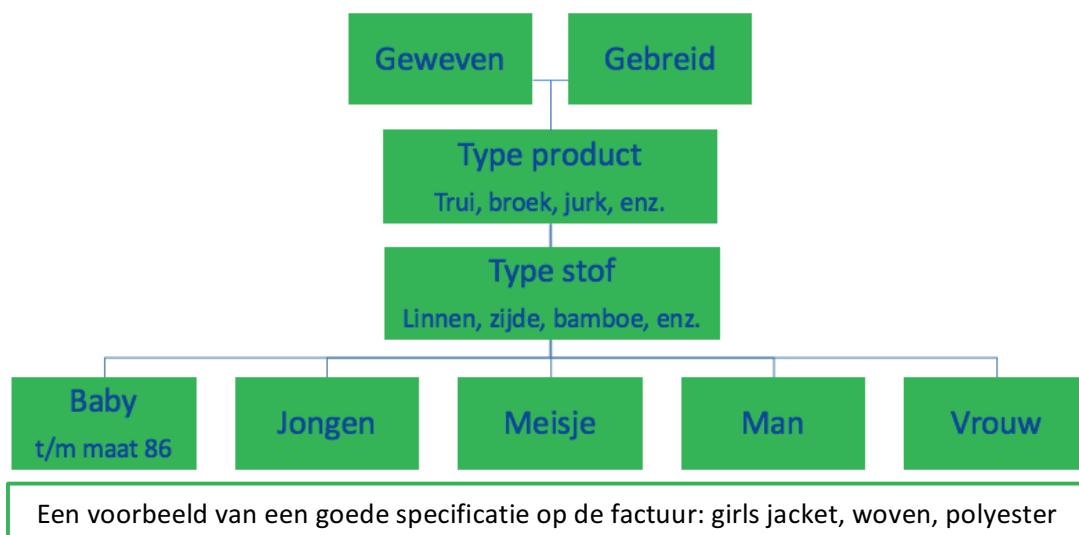 Geweven
Gebreid
Type product
Trui, broek, jurk, enz.
Type stof
Linnen, zijde, bamboe, enz.
Baby
t/m maat 86
Jongen
Meisje
Man
Vrouw
Een voorbeeld van een goede specificatie op de factuur: girls jacket, woven, polyester